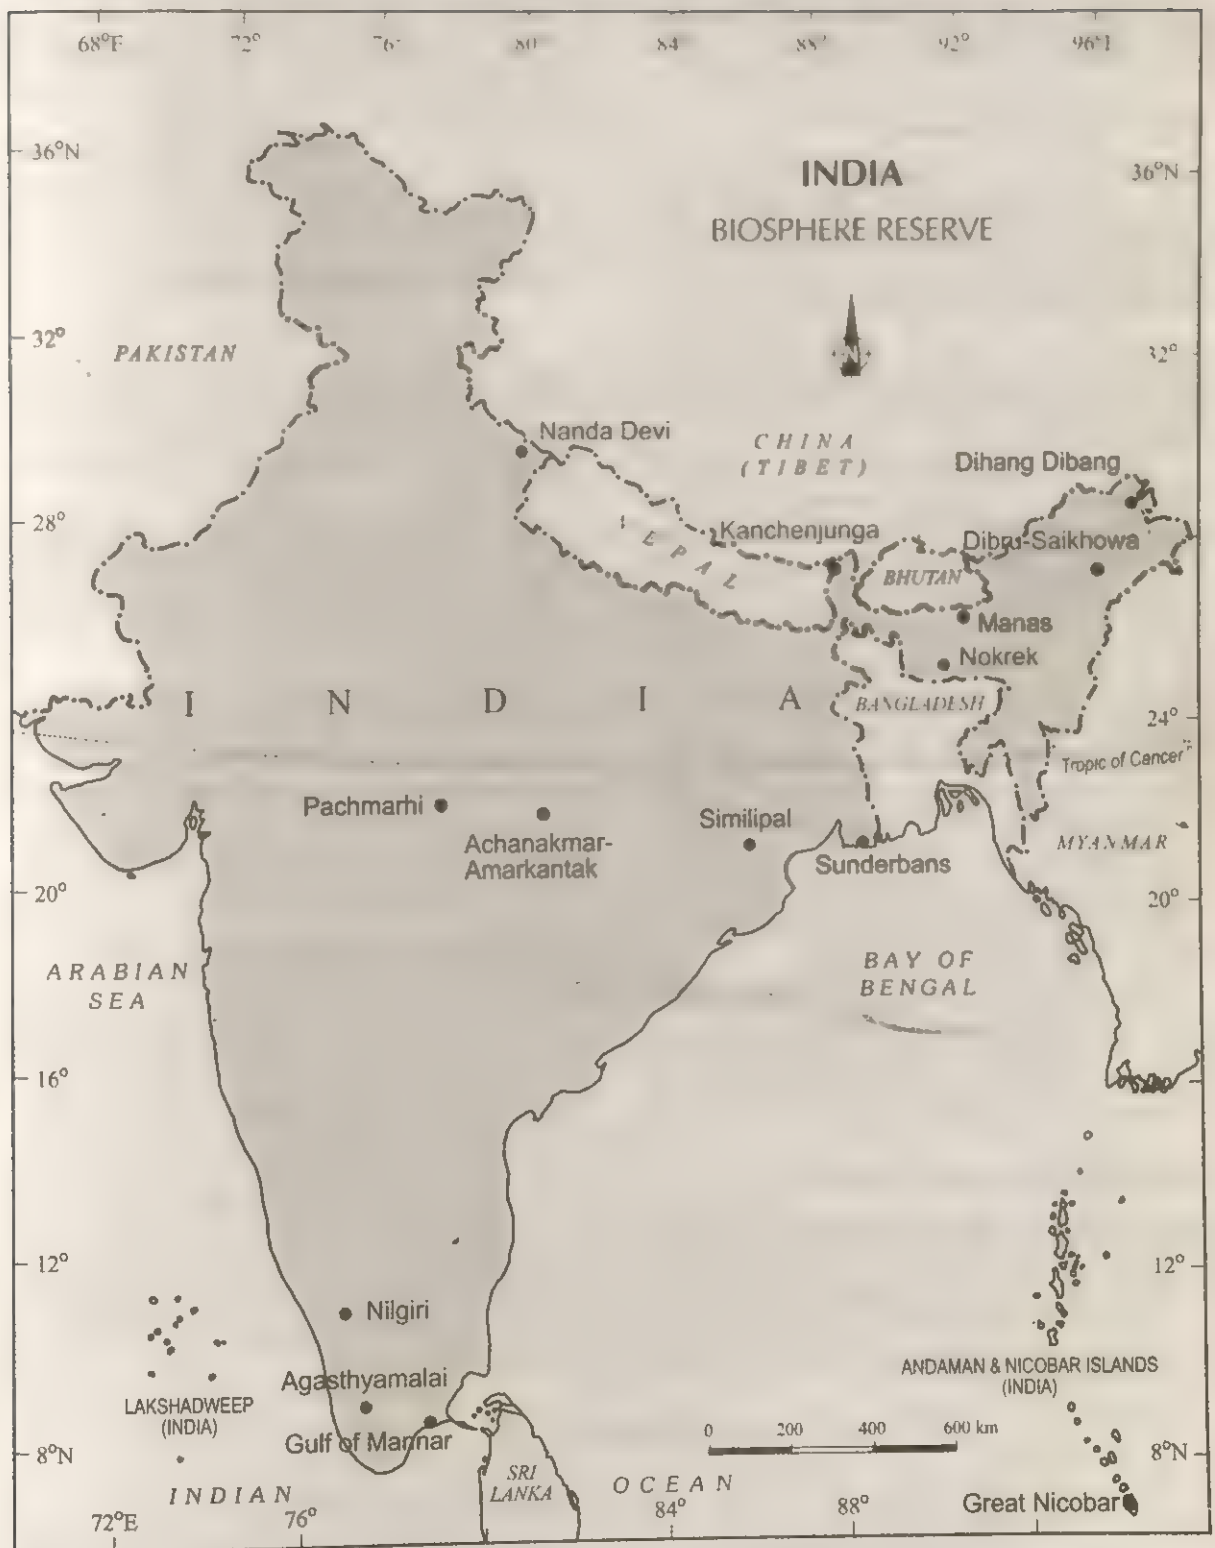 68°E 72° 76° 80 84 88° 92° 96°
36°N
36°N
INDIA
BIOSPHERE RESERVE
32°
32°
PAKISTAN
N
Nanda Devi
CHINA
(TIBET)
Dihang Dibang
28°
Kanchenjunga
Dibru-Saikhowa
EPAL
BHUTAN
Manas
Nokrek
INDIA
BANGLADESH
24°
Tropic of Cancer
Pachmarhi
Achanakmar-
Amarkantak
Similipal
Sunderbans
MYANMAR
20°
20°
ARABIAN
SEA
BAY OF
BENGAL
16°
12°
12°
Nilgiri
Agasthyamalai
Gulf of Mannar
LAKSHADWEEP
(INDIA)
ANDAMAN & NICOBAR ISLANDS
(INDIA)
0 200 400 600 km
8°N
8°N
INDIAN
SRI
LANKA
OCEAN
Great Nicobar
72°E 76° 84° 88°